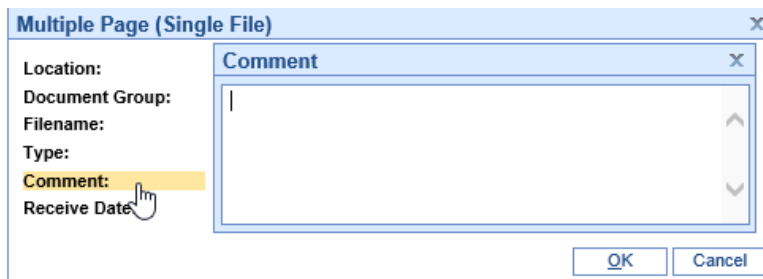 Multiple Page (Single File)
x
Location:
Comment
x
Document Group:
Filename:
Type:
Comment:
Receive Date
OK
Cancel